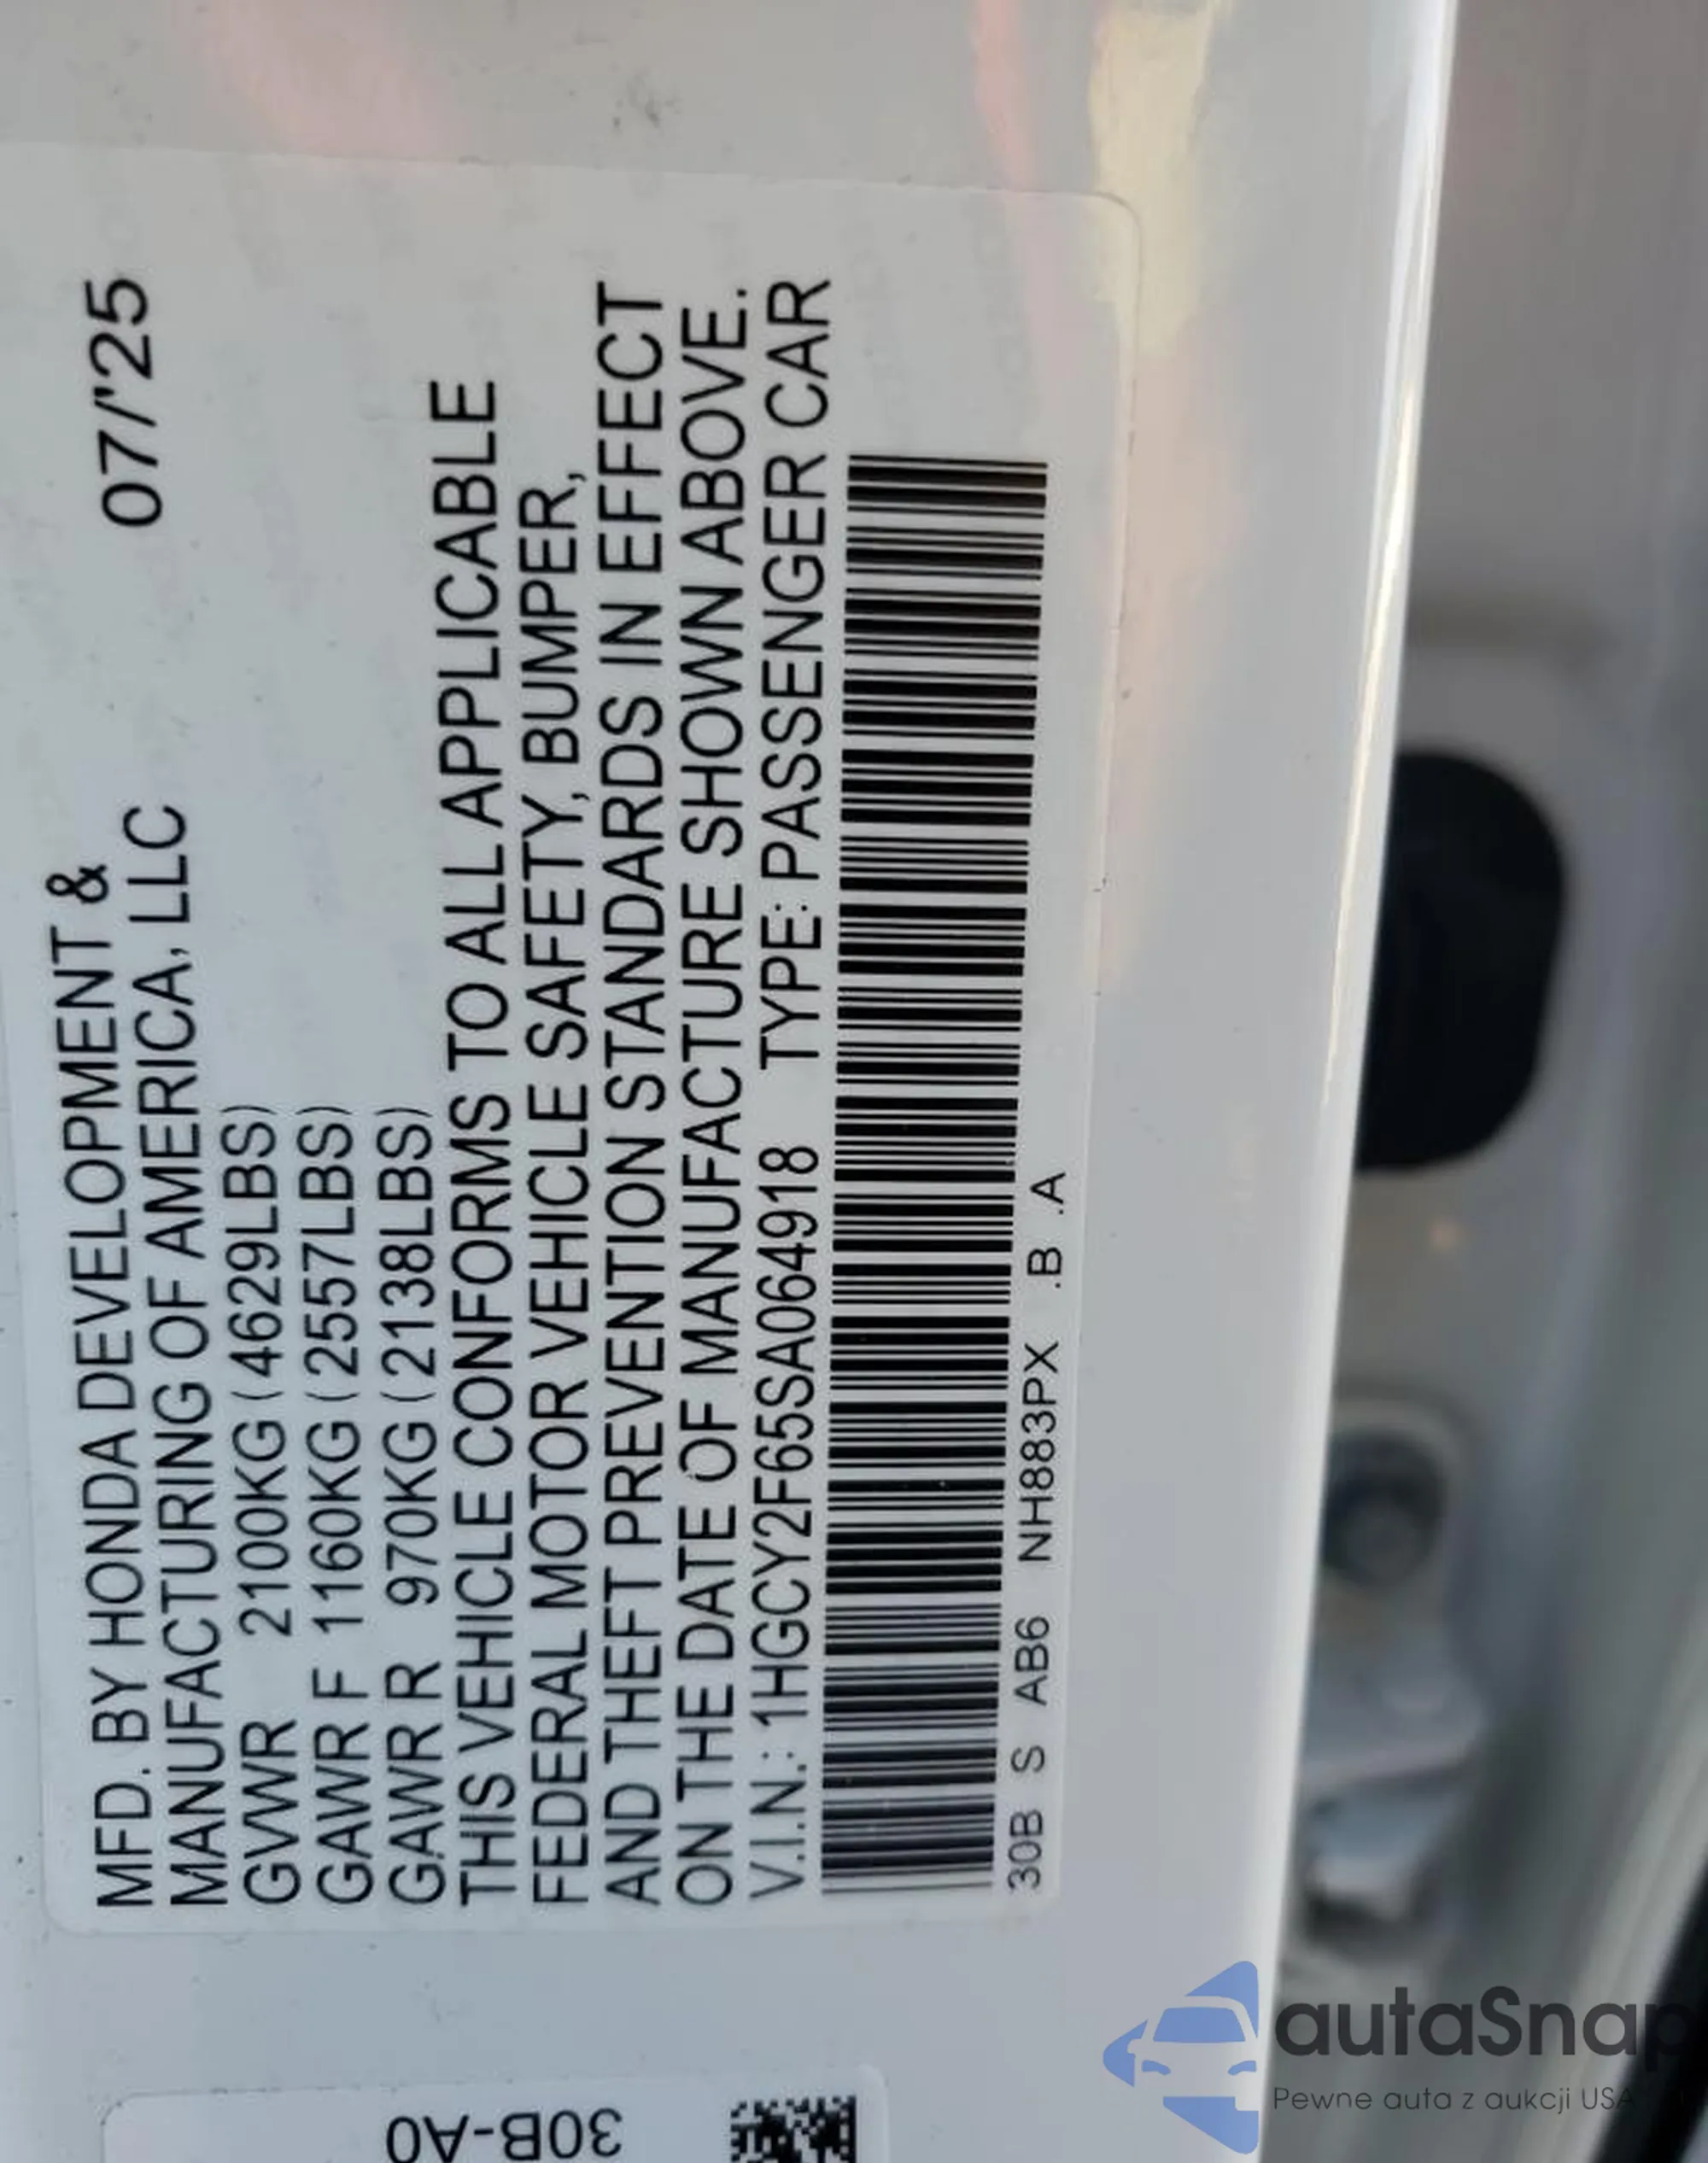 MFD. BY HONDA DEVELOPMENT &
MANUFACTURING OF AMERICA, LLC 07/'25
GVWR 2100KG (4629LBS)
GAWR F 1160KG (2557LBS)
GAWR R 970KG (2138LBS)
THIS VEHICLE CONFORMS TO ALL APPLICABLE
FEDERAL MOTOR VEHICLE SAFETY, BUMPER,
AND THEFT PREVENTION STANDARDS IN EFFECT
ON THE DATE OF MANUFACTURE SHOWN ABOVE.
V.I.N.: 1HGCY2F65SA064918 TYPE: PASSENGER CAR
30B S AB6 NH883PX .B .A
30B-A0
autaSnap
Pewne auta z aukcji USA